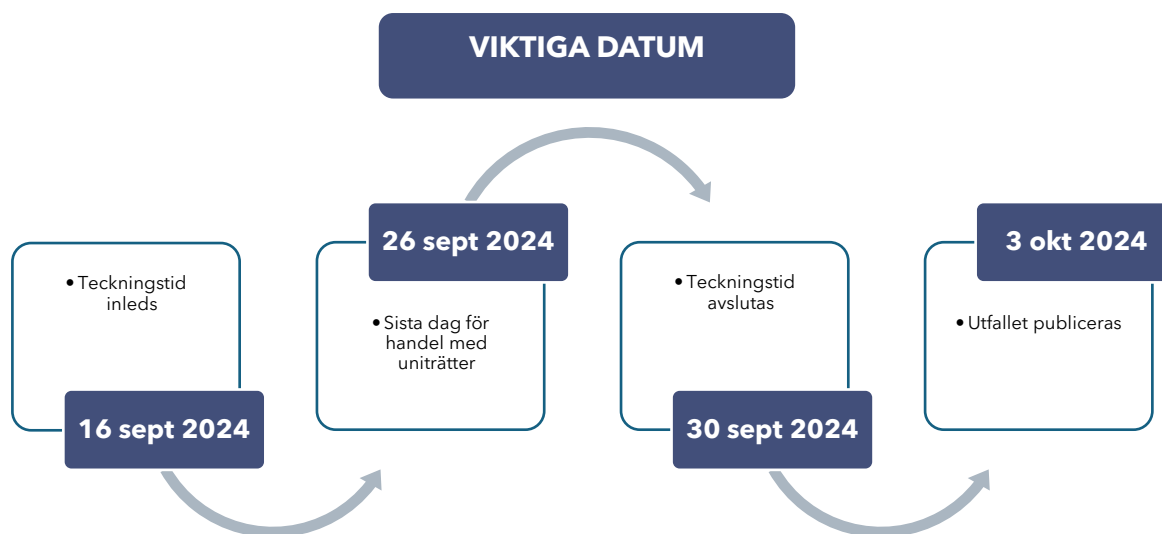 VIKTIGA DATUM
• Teckningstid
inleds
16 sept 2024
26 sept 2024
• Sista dag för
handel med
uniträtter
• Teckningstid
avslutas
30 sept 2024
3 okt 2024
• Utfallet publiceras